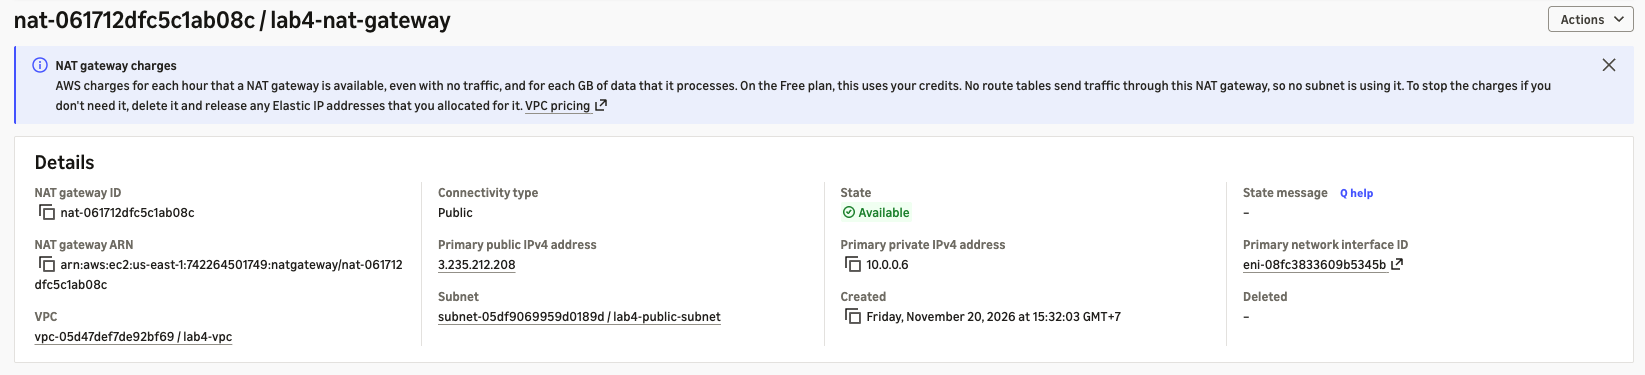 nat-061712dfc5c1ab08c / lab4-nat-gateway
Actions
NAT gateway charges
AWS charges for each hour that a NAT gateway is available, even with no traffic, and for each GB of data that it processes. On the Free plan, this uses your credits. No route tables send traffic through this NAT gateway, so no subnet is using it. To stop the charges if you
don't need it, delete it and release any Elastic IP addresses that you allocated for it. VPC pricing
Details
NAT gateway ID
nat-061712dfc5c1ab08c
NAT gateway ARN
arn:aws:ec2:us-east-1:742264501749:natgateway/nat-061712
dfc5c1ab08c
VPC
vpc-05d47def7de92bf69 / lab4-vpc
Connectivity type
Public
Primary public IPv4 address
3.235.212.208
Subnet
subnet-05df9069959d0189d / lab4-public-subnet
State
Available
Primary private IPv4 address
10.0.0.6
Created
Friday, November 20, 2026 at 15:32:03 GMT+7
State message Q help
–
Primary network interface ID
eni-08fc3833609b5345b
Deleted
–